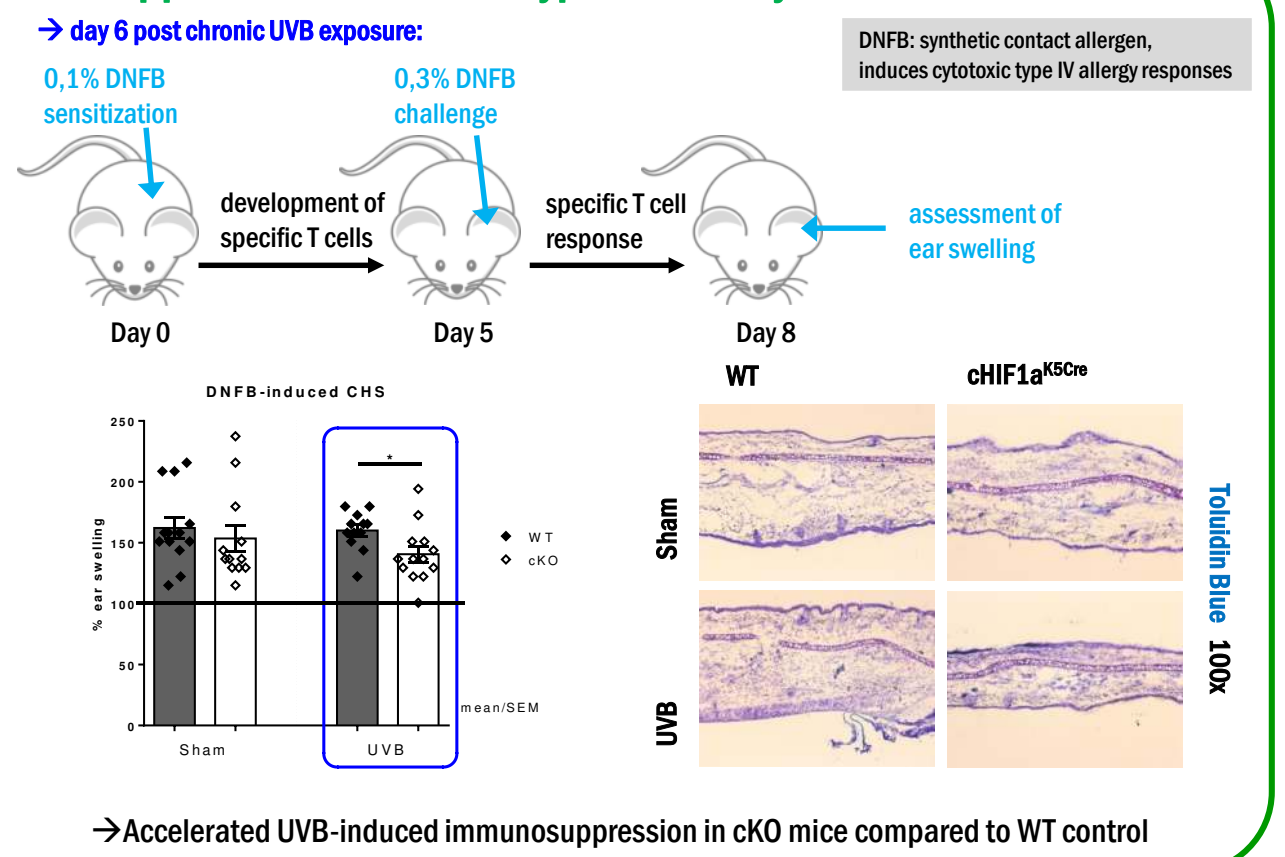 → day 6 post chronic UVB exposure:
DNFB: synthetic contact allergen,
induces cytotoxic type IV allergy responses
0,1% DNFB
sensitization
0,3% DNFB
challenge
development of
specific T cells
specific T cell
response
assessment of
ear swelling
Day 0
Day 5
Day 8
DNFB-induced CHS
% ear swelling
250
200
150
100
50
0
*
Sham
UVB
WT
cKO
mean/SEM
WT
cHIF1aK5Cre
Sham
UVB
Toluidin Blue 100x
→Accelerated UVB-induced immunosuppression in cKO mice compared to WT control